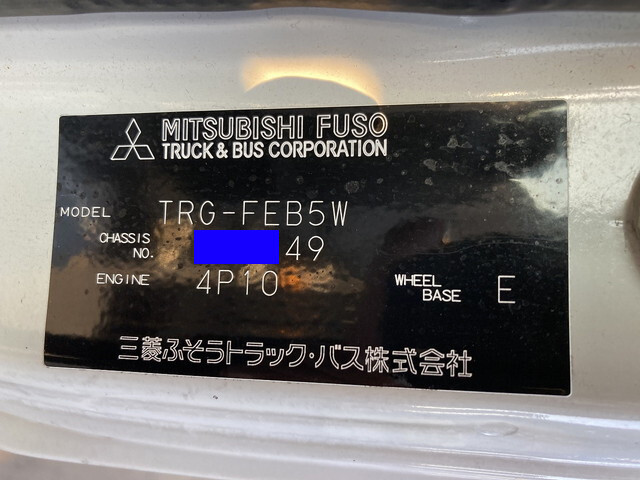 MITSUBISHI FUSO
TRUCK & BUS CORPORATION
MODEL TRG-FEB5W
CHASSIS NO. 49
ENGINE 4P10
WHEEL BASE E
三菱ふそうトラック・バス株式会社